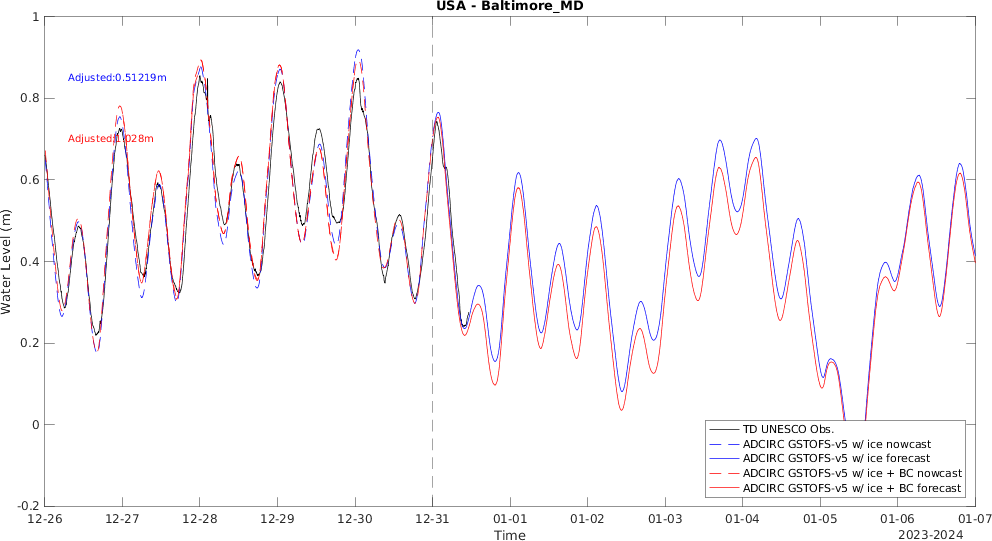 USA - Baltimore_MD
1
0.8
0.6
0.4
0.2
0
-0.2
Water Level (m)
Adjusted:0.51219m
Adjusted:1.028m
TD UNESCO Obs.
ADCIRC GSTOFS-v5 w/ ice nowcast
ADCIRC GSTOFS-v5 w/ ice forecast
ADCIRC GSTOFS-v5 w/ ice + BC nowcast
ADCIRC GSTOFS-v5 w/ ice + BC forecast
12-26 12-27 12-28 12-29 12-30 12-31 01-01 01-02 01-03 01-04 01-05 01-06 01-07
Time
2023-2024